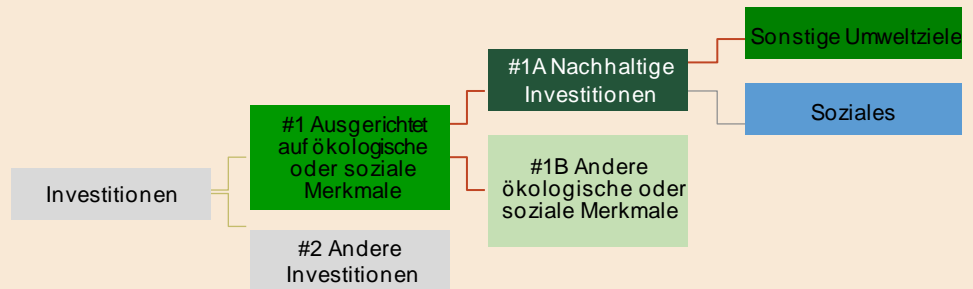 Investitionen
#1 Ausgerichtet
auf ökologische
oder soziale
Merkmale
#2 Andere
Investitionen
#1A Nachhaltige
Investitionen
#1B Andere
ökologische oder
soziale Merkmale
Sonstige Umweltziele
Soziales